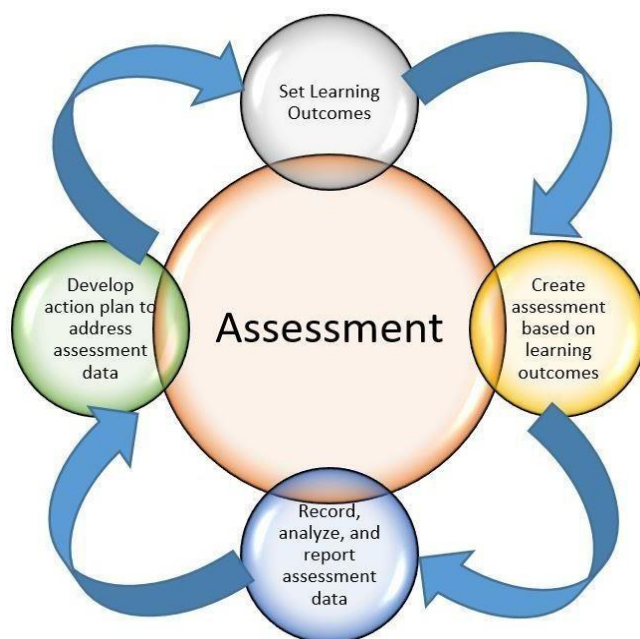 Set Learning
Outcomes
Develop
action plan to
address
assessment
data
Assessment
Create
assessment
based on
learning
outcomes
Record,
analyze, and
report
assessment
data